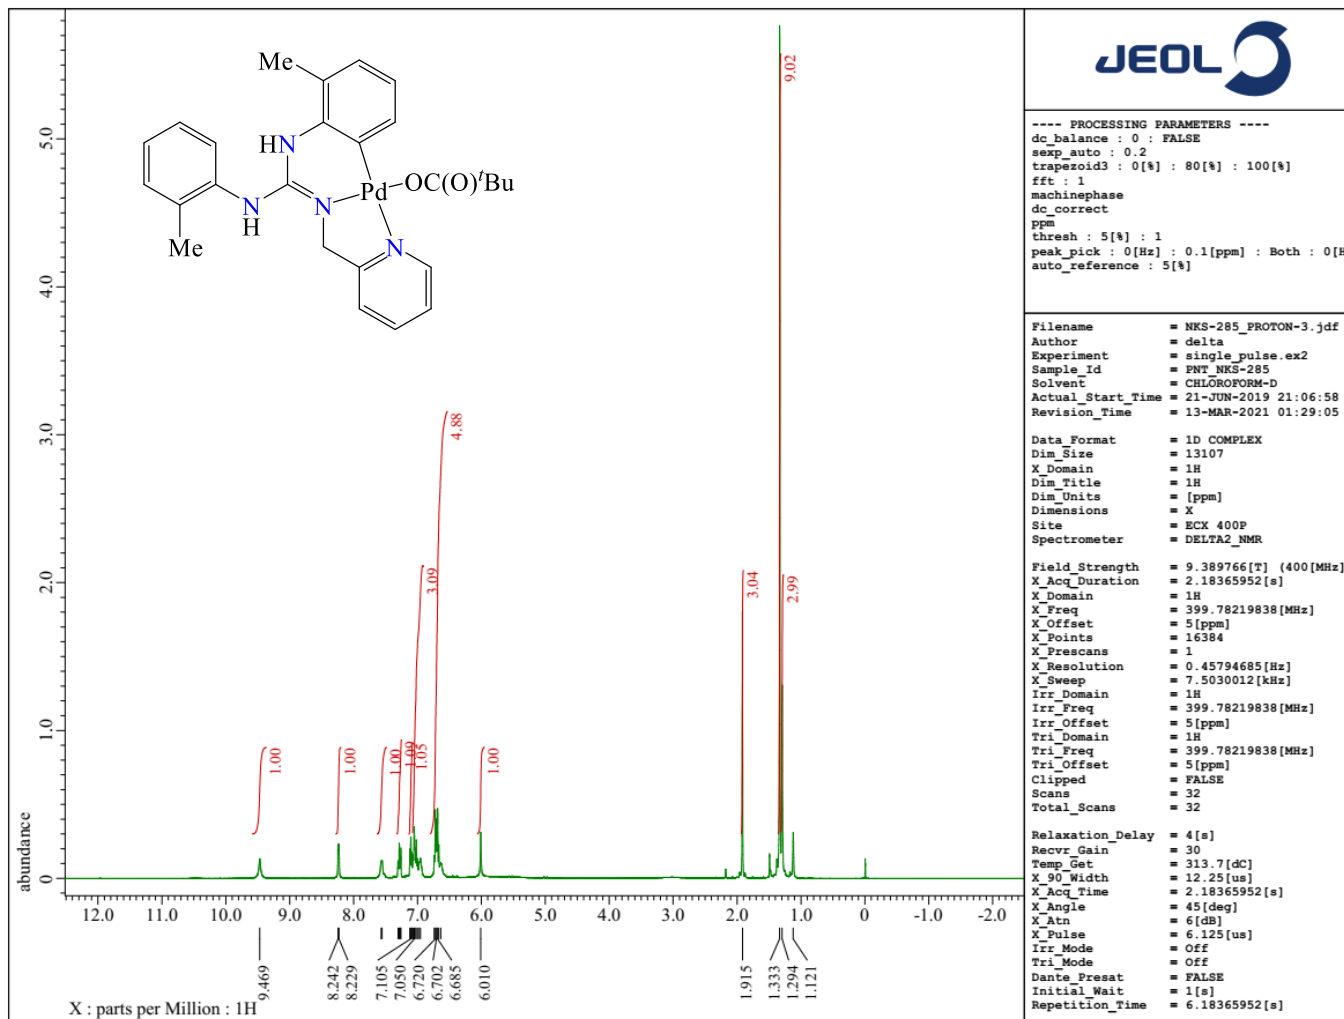 Me
HN
Pd
OC(O)tBu
N
H
N
Me
N
5.0
4.0
3.0
2.0
1.0
0
abundance
9.02
4.88
3.09
3.04
2.99
1.00
1.00
1.00
1.09
1.05
1.00
12.0 11.0 10.0 9.0 8.0 7.0 6.0 5.0 4.0 3.0 2.0 1.0 0 -1.0 -2.0
9.469
8.242
8.229
7.105
7.050
6.720
6.702
6.685
6.010
1.915
1.333
1.294
1.121
X : parts per Million : 1H
JEOL
---- PROCESSING PARAMETERS ----
dc_balance : 0 : FALSE
sexp_auto : 0.2
trapezoid3 : 0[%] : 80[%] : 100[%]
fft : 1
machinephase
dc_correct
ppm
thresh : 5[%] : 1
peak_pick : 0[Hz] : 0.1[ppm] : Both : 0[H
auto_reference : 5[%]
Filename = NKS-285_PROTON-3.jdf
Author = delta
Experiment = single_pulse.ex2
Sample_Id = PNT_NKS-285
Solvent = CHLOROFORM-D
Actual_Start_Time = 21-JUN-2019 21:06:58
Revision_Time = 13-MAR-2021 01:29:05
Data_Format = 1D COMPLEX
Dim_Size = 13107
X_Domain = 1H
Dim_Title = 1H
Dim_Units = [ppm]
Dimensions = X
Site = ECX 400P
Spectrometer = DELTA2_NMR
Field_Strength = 9.389766[T] (400[MHz]
X_Acq_Duration = 2.18365952[s]
X_Domain = 1H
X_Freq = 399.78219838[MHz]
X_Offset = 5[ppm]
X_Points = 16384
X_Prescans = 1
X_Resolution = 0.45794685[Hz]
X_Sweep = 7.5030012[kHz]
Irr_Domain = 1H
Irr_Freq = 399.78219838[MHz]
Irr_Offset = 5[ppm]
Tri_Domain = 1H
Tri_Freq = 399.78219838[MHz]
Tri_Offset = 5[ppm]
Clipped = FALSE
Scans = 32
Total_Scans = 32
Relaxation_Delay = 4[s]
Recvr_Gain = 30
Temp_Get = 313.7[dC]
X_90_Width = 12.25[us]
X_Acq_Time = 2.18365952[s]
X_Angle = 45[deg]
X_Atn = 6[dB]
X_Pulse = 6.125[us]
Irr_Mode = Off
Tri_Mode = Off
Dante_Presat = FALSE
Initial_Wait = 1[s]
Repetition_Time = 6.18365952[s]